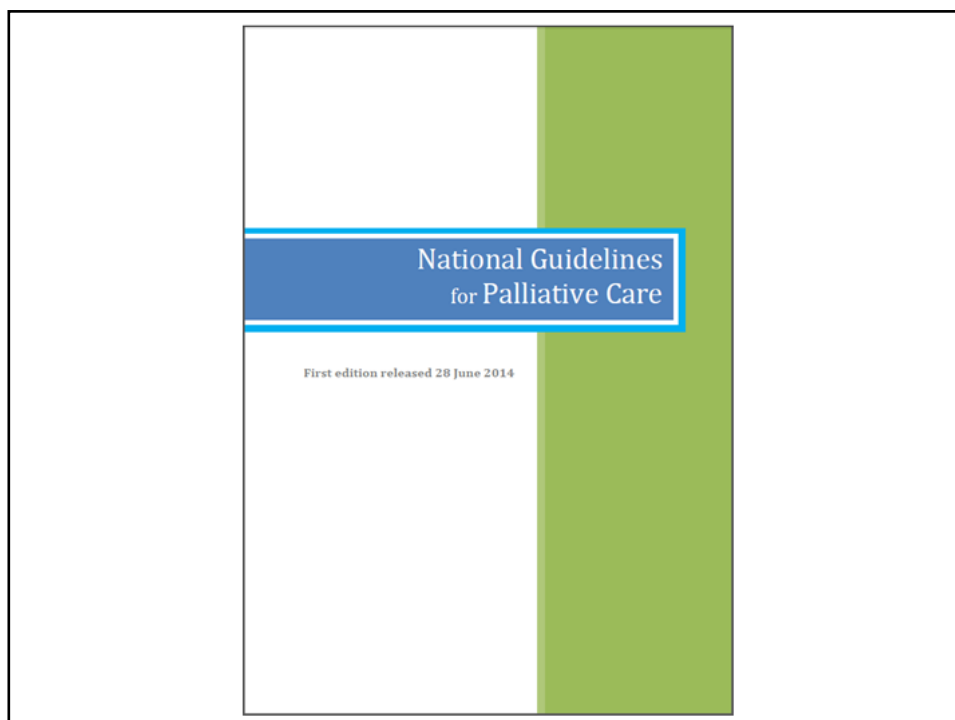 National Guidelines
for Palliative Care
First edition released 28 June 2014